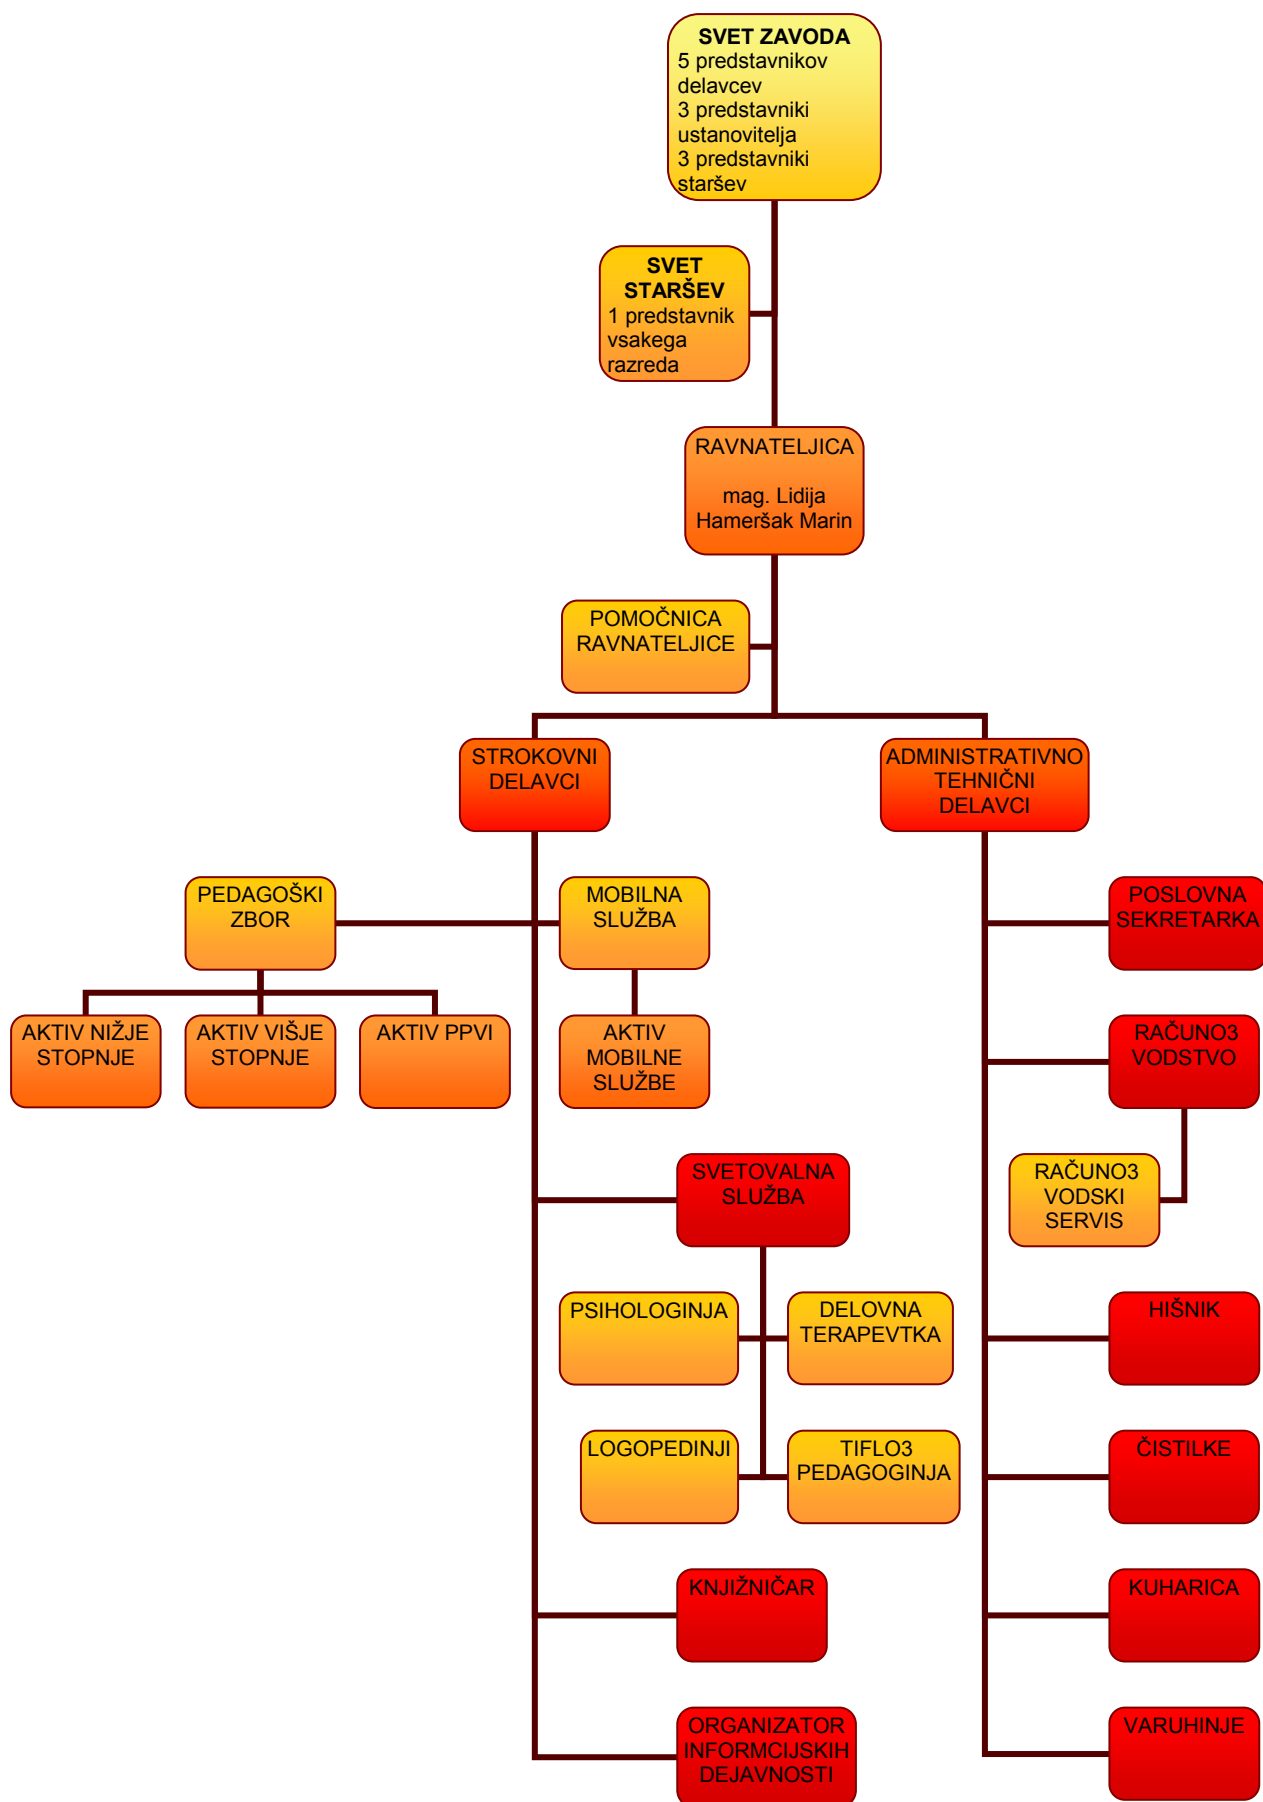 SVET ZAVODA
5 predstavnikov
delavcev
3 predstavniki
ustanovitelja
3 predstavniki
staršev
SVET
STARŠEV
1 predstavnik
vsakega
razreda
RAVNATELJICA
mag. Lidija
Hameršak Marin
POMOČNICA
RAVNATELJICE
STROKOVNI
DELAVCI
ADMINISTRATIVNO
TEHNIČNI
DELAVCI
PEDAGOŠKI
ZBOR
MOBILNA
SLUŽBA
POSLOVNA
SEKRETARKA
AKTIV NIŽJE
STOPNJE
AKTIV VIŠJE
STOPNJE
AKTIV PPVI
AKTIV
MOBILNE
SLUŽBE
RAČUNO3
VODSTVO
SVETOVALNA
SLUŽBA
RAČUNO3
VODSKI
SERVIS
PSIHOLOGINJA
DELOVNA
TERAPEVTKA
HIŠNIK
LOGOPEDINJI
TIFLO3
PEDAGOGINJA
ČISTILKE
KNJIŽNIČAR
KUHARICA
ORGANIZATOR
INFORMCIJSKIH
DEJAVNOSTI
VARUHINJE